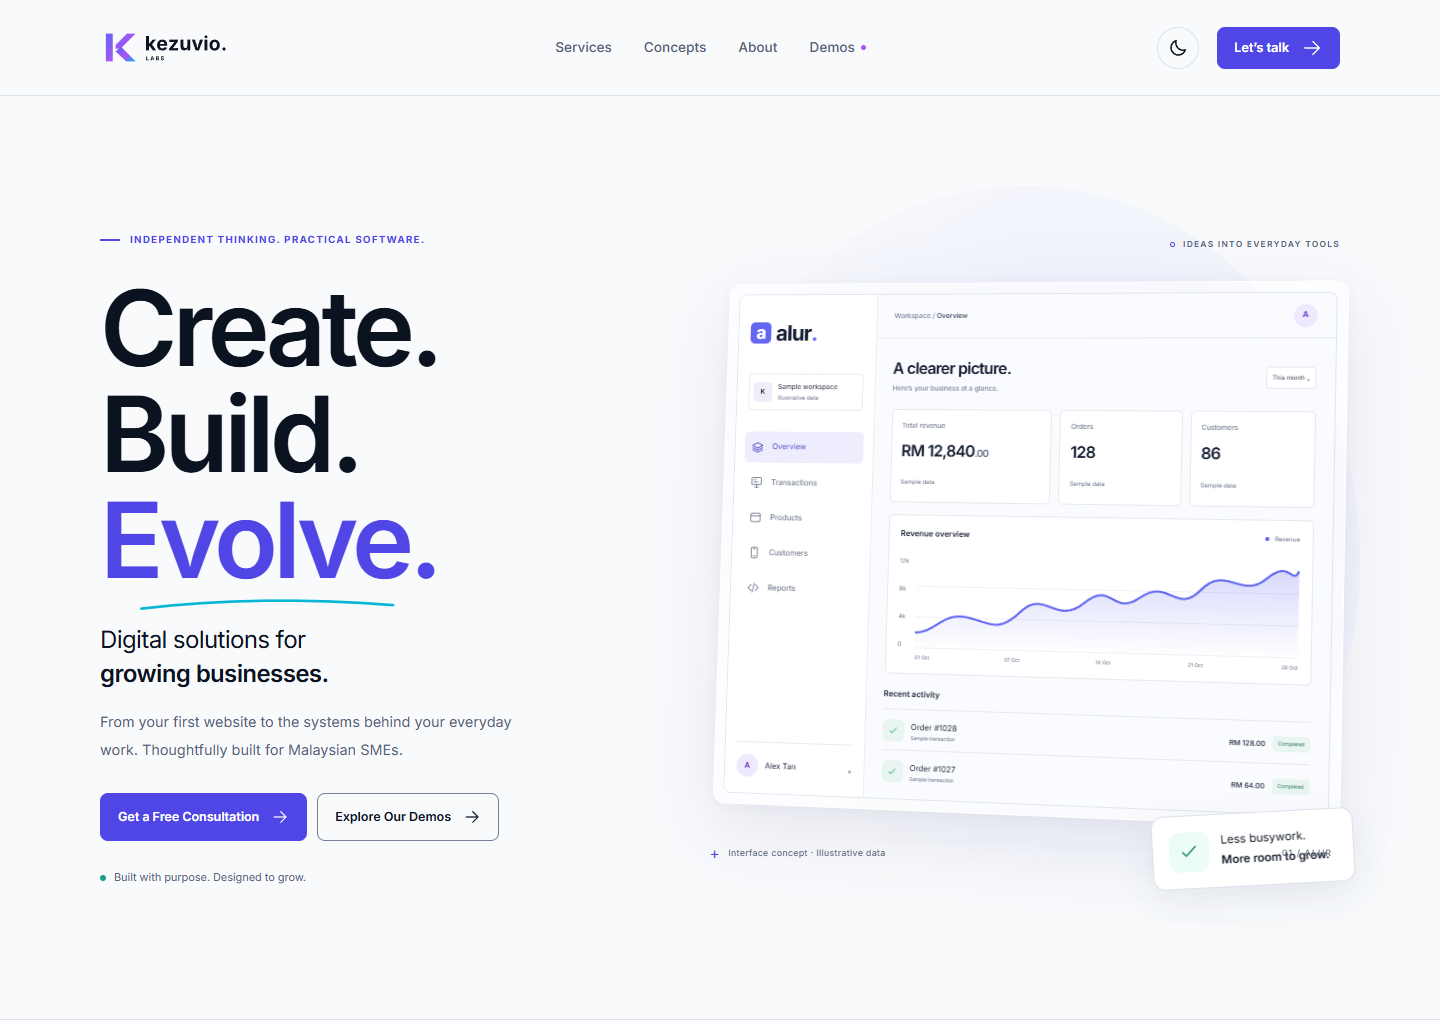 kezuvio.
LABS
Services
Concepts
About
Demos
Let's talk
INDEPENDENT THINKING. PRACTICAL SOFTWARE.
Create.
Build.
Evolve.
Digital solutions for
growing businesses.
From your first website to the systems behind your everyday
work. Thoughtfully built for Malaysian SMEs.
Get a Free Consultation
Explore Our Demos
Built with purpose. Designed to grow.
IDEAS INTO EVERYDAY TOOLS
a alur.
K
Sample workspace
Illustrative data
Overview
Transactions
Products
Customers
Reports
A
Alex Tan
Workspace / Overview
A
A clearer picture.
Here's your business at a glance.
This month
Total revenue
RM 12,840.00
Sample data
Orders
128
Sample data
Customers
86
Sample data
Revenue overview
Revenue
12k
8k
4k
0
01 Oct
07 Oct
14 Oct
21 Oct
28 Oct
Recent activity
Order #1028
Sample transaction
RM 128.00
Completed
Order #1027
Sample transaction
RM 64.00
Completed
Less busywork.
More room to grow.
Interface concept · Illustrative data
01 / ALUR